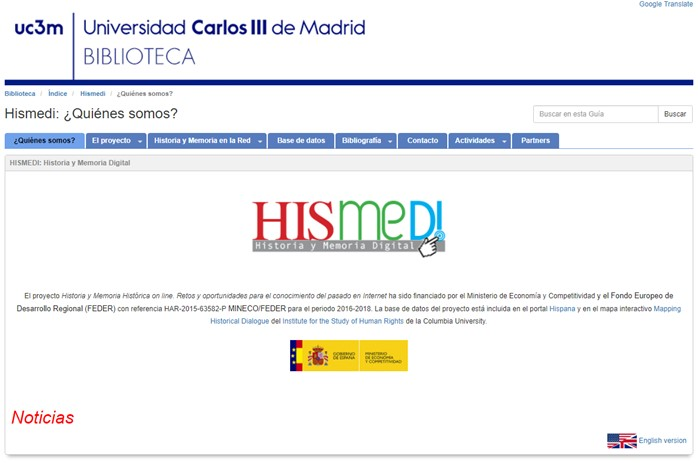 Google Translate
uc3m Universidad Carlos III de Madrid
BIBLIOTECA
Biblioteca / Índice / Hismedi / ¿Quiénes somos?
Hismedi: ¿Quiénes somos?
Buscar en esta Guía Buscar
¿Quiénes somos? El proyecto Historia y Memoria en la Red Base de datos Bibliografía Contacto Actividades Partners
HISMEDI: Historia y Memoria Digital
HISMEDI
Historia y Memoria Digital
El proyecto Historia y Memoria Histórica on line. Retos y oportunidades para el conocimiento del pasado en Internet ha sido financiado por el Ministerio de Economía y Competitividad y el Fondo Europeo de
Desarrollo Regional (FEDER) con referencia HAR-2015-63582-P MINECO/FEDER para el periodo 2016-2018. La base de datos del proyecto está incluida en el portal Hispana y en el mapa interactivo Mapping
Historical Dialogue del Institute for the Study of Human Rights de la Columbia University.
GOBIERNO MINISTERIO
DE ESPAÑA DE ECONOMÍA
Y COMPETITIVIDAD
Noticias
English version